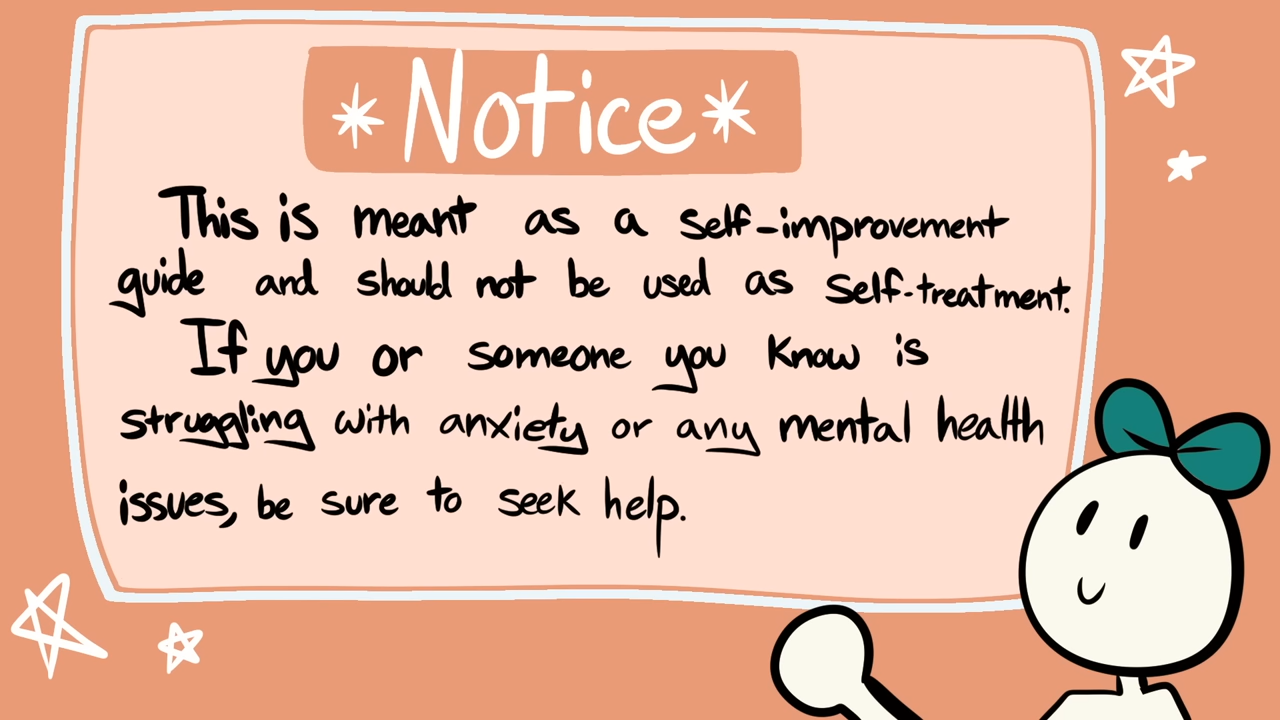 *Notice*
This is meant as a self-improvement
guide and should not be used as self-treatment.
If you or someone you know is
struggling with anxiety or any mental health
issues, be sure to seek help.